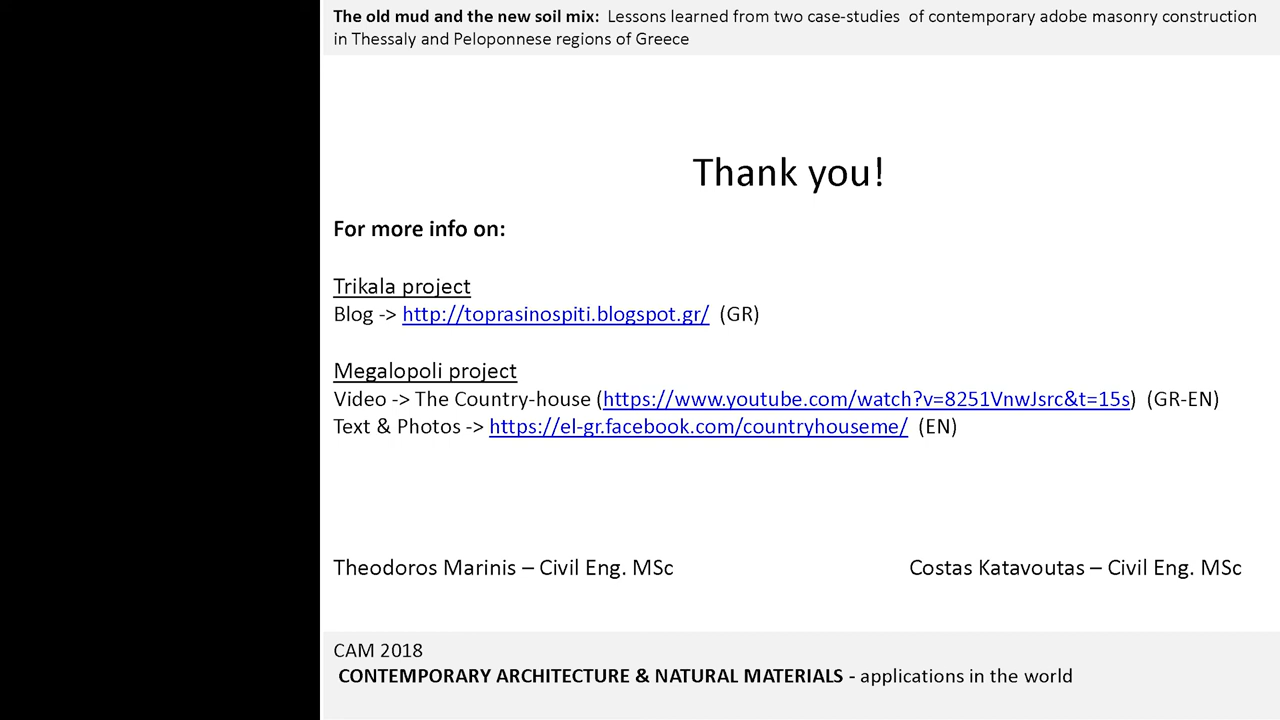 The old mud and the new soil mix: Lessons learned from two case-studies of contemporary adobe masonry construction
in Thessaly and Peloponnese regions of Greece
Thank you!
For more info on:
Trikala project
Blog -> http://toprasinospiti.blogspot.gr/ (GR)
Megalopoli project
Video -> The Country-house (https://www.youtube.com/watch?v=8251VnwJsrc&t=15s) (GR-EN)
Text & Photos -> https://el-gr.facebook.com/countryhouseme/ (EN)
Theodoros Marinis – Civil Eng. MSc
Costas Katavoutas – Civil Eng. MSc
CAM 2018
CONTEMPORARY ARCHITECTURE & NATURAL MATERIALS - applications in the world